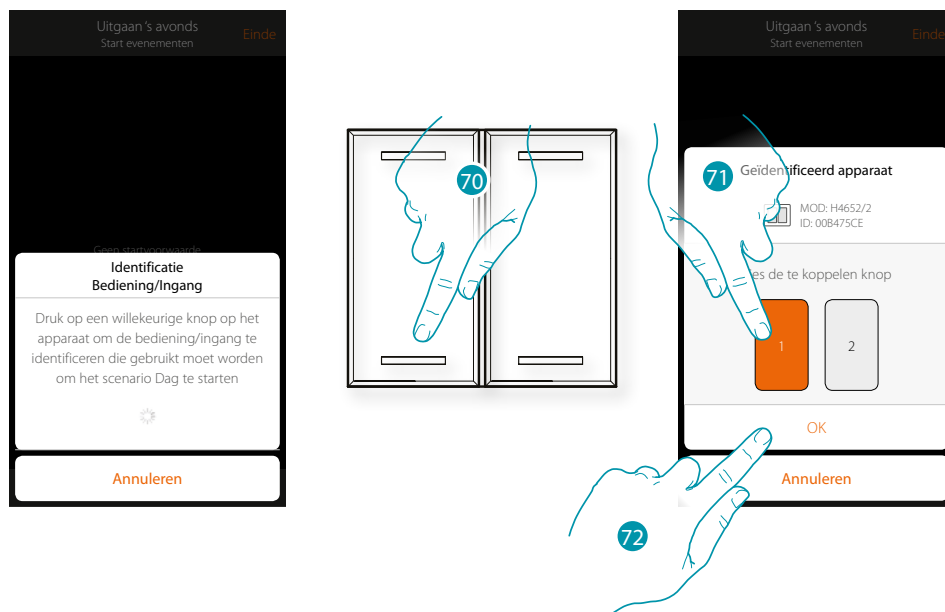 Uitgaan 's avonds
Start evenementen
Einde
Geen startvoorwaarde
Identificatie
Bediening/Ingang
Druk op een willekeurige knop op het
apparaat om de bediening/ingang te
identificeren die gebruikt moet worden
om het scenario Dag te starten
Annuleren
70
Uitgaan 's avonds
Start evenementen
Einde
71
Geïdentificeerd apparaat
MOD: H4652/2
ID: 00B475CE
de te koppelen knop
1
2
OK
Annuleren
72